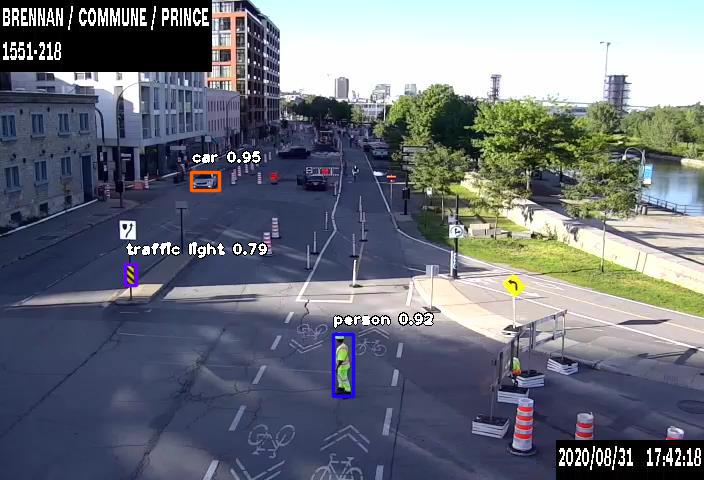 BRENNAN / COMMUNE / PRINCE
1551-218
car 0.95
traffic light 0.79
person 0.92
2020/08/31 17:42:18